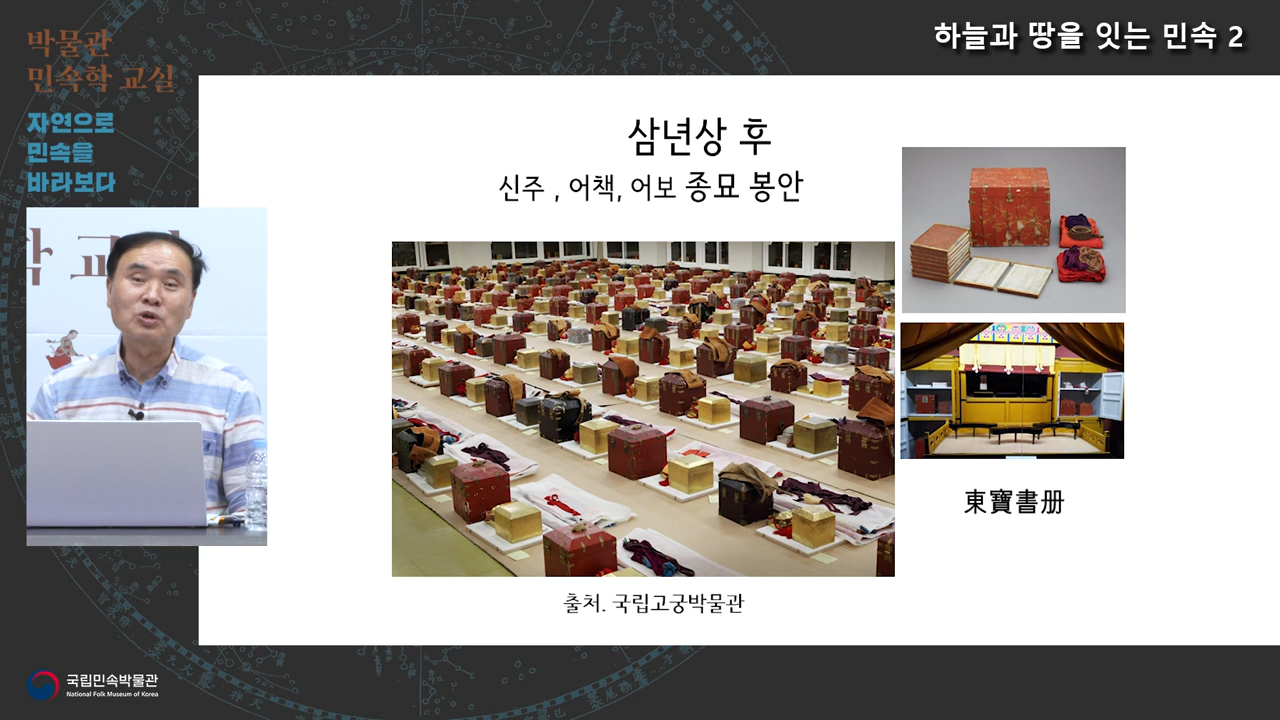 하늘과 땅을 잇는 민속 2
박물관
민속학 교실
자연으로
민속을
바라보다
학 교
삼년상 후
신주 , 어책, 어보 종묘 봉안
東寶書册
출처. 국립고궁박물관
국립민속박물관
National Folk Museum of Korea